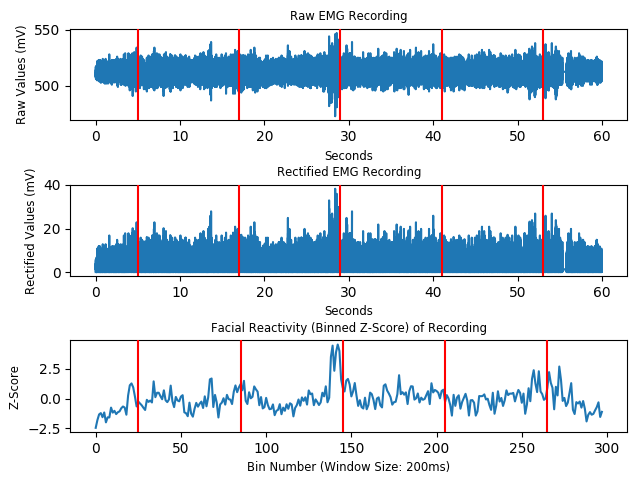 Raw EMG Recording
Raw Values (mV)
550
500
0 10 20 30 40 50 60
Seconds
Rectified EMG Recording
Rectified Values (mV)
40
20
0
0 10 20 30 40 50 60
Seconds
Facial Reactivity (Binned Z-Score) of Recording
Z-Score
2.5
0.0
−2.5
0 50 100 150 200 250 300
Bin Number (Window Size: 200ms)